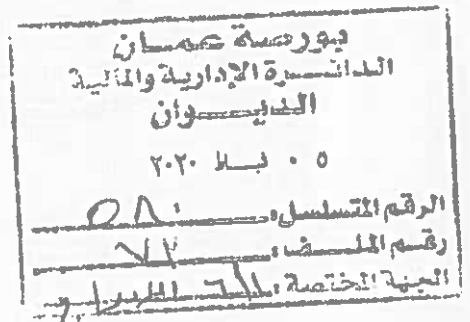 بورصة عمان
الدائرة الإدارية والمالية
الديوان
٠٥ شباط ٢٠٢٠
الرقم المتسلسل:
رقم الملف:
الجهة المختصة: